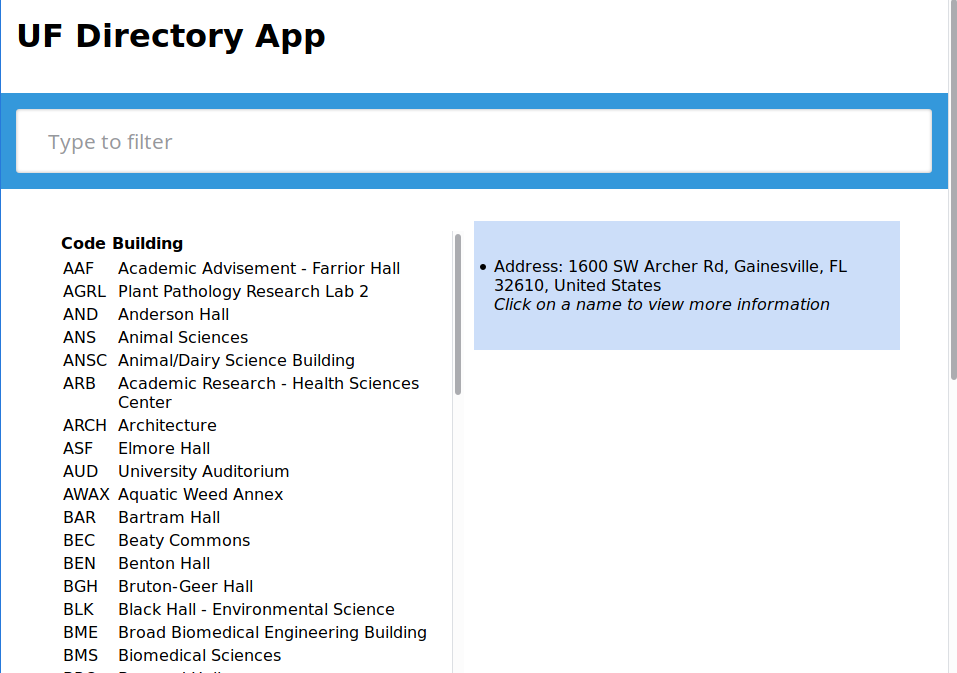 UF Directory App
Type to filter
Code Building
AAF Academic Advisement - Farrior Hall
AGRL Plant Pathology Research Lab 2
AND Anderson Hall
ANS Animal Sciences
ANSC Animal/Dairy Science Building
ARB Academic Research - Health Sciences
Center
ARCH Architecture
ASF Elmore Hall
AUD University Auditorium
AWAX Aquatic Weed Annex
BAR Bartram Hall
BEC Beaty Commons
BEN Benton Hall
BGH Bruton-Geer Hall
BLK Black Hall - Environmental Science
BME Broad Biomedical Engineering Building
BMS Biomedical Sciences
• Address: 1600 SW Archer Rd, Gainesville, FL
32610, United States
Click on a name to view more information